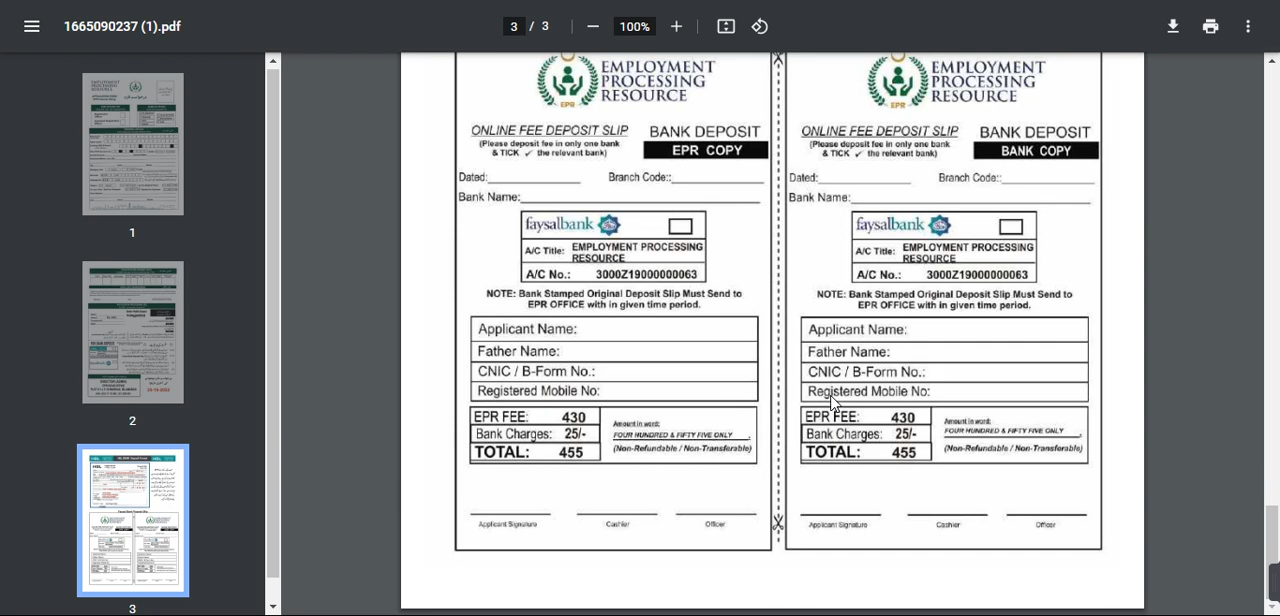 1665090237 (1).pdf
3 / 3
100%
1
2
3
EMPLOYMENT
PROCESSING
RESOURCE
EPR
ONLINE FEE DEPOSIT SLIP
(Please deposit fee in only one bank
& TICK ✓ the relevant bank)
BANK DEPOSIT
EPR COPY
Dated: Branch Code::
Bank Name:
faysalbank
A/C Title: EMPLOYMENT PROCESSING
RESOURCE
A/C No.: 3000Z19000000063
NOTE: Bank Stamped Original Deposit Slip Must Send to
EPR OFFICE with in given time period.
Applicant Name:
Father Name:
CNIC / B-Form No.:
Registered Mobile No:
EPR FEE: 430
Bank Charges: 25/-
TOTAL: 455
Amount in word:
FOUR HUNDRED & FIFTY FIVE ONLY
(Non-Refundable / Non-Transferable)
Applicant Signature Cashier Officer
EMPLOYMENT
PROCESSING
RESOURCE
EPR
ONLINE FEE DEPOSIT SLIP
(Please deposit fee in only one bank
& TICK ✓ the relevant bank)
BANK DEPOSIT
BANK COPY
Dated: Branch Code::
Bank Name:
faysalbank
A/C Title: EMPLOYMENT PROCESSING
RESOURCE
A/C No.: 3000Z19000000063
NOTE: Bank Stamped Original Deposit Slip Must Send to
EPR OFFICE with in given time period.
Applicant Name:
Father Name:
CNIC / B-Form No.:
Registered Mobile No:
EPR FEE: 430
Bank Charges: 25/-
TOTAL: 455
Amount in word:
FOUR HUNDRED & FIFTY FIVE ONLY
(Non-Refundable / Non-Transferable)
Applicant Signature Cashier Officer